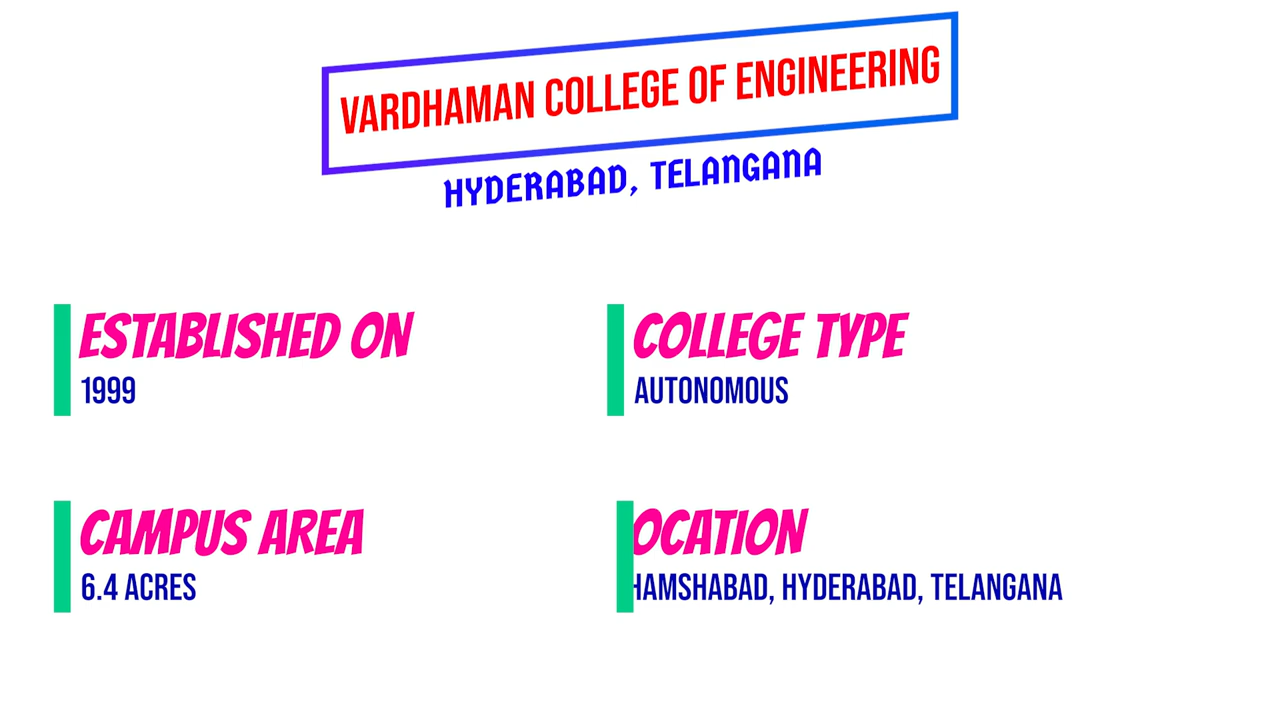 VARDHAMAN COLLEGE OF ENGINEERING
HYDERABAD, TELANGANA
ESTABLISHED ON
1999
COLLEGE TYPE
AUTONOMOUS
CAMPUS AREA
6.4 ACRES
OCATION
HAMSHABAD, HYDERABAD, TELANGANA